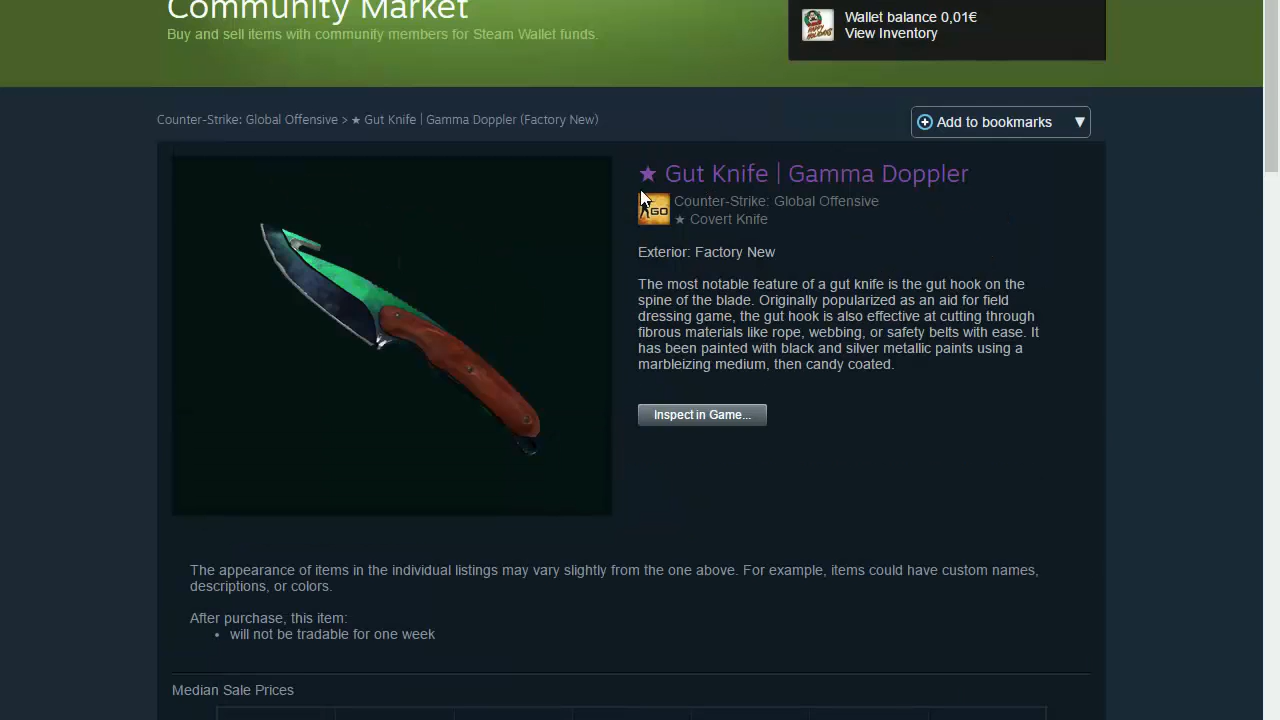 Community Market
Buy and sell items with community members for Steam Wallet funds.
Wallet balance 0,01€
View Inventory
Counter-Strike: Global Offensive > ★ Gut Knife | Gamma Doppler (Factory New)
Add to bookmarks ▼
★ Gut Knife | Gamma Doppler
GO
Counter-Strike: Global Offensive
★ Covert Knife
Exterior: Factory New
The most notable feature of a gut knife is the gut hook on the
spine of the blade. Originally popularized as an aid for field
dressing game, the gut hook is also effective at cutting through
fibrous materials like rope, webbing, or safety belts with ease. It
has been painted with black and silver metallic paints using a
marbleizing medium, then candy coated.
Inspect in Game...
The appearance of items in the individual listings may vary slightly from the one above. For example, items could have custom names,
descriptions, or colors.
After purchase, this item:
• will not be tradable for one week
Median Sale Prices